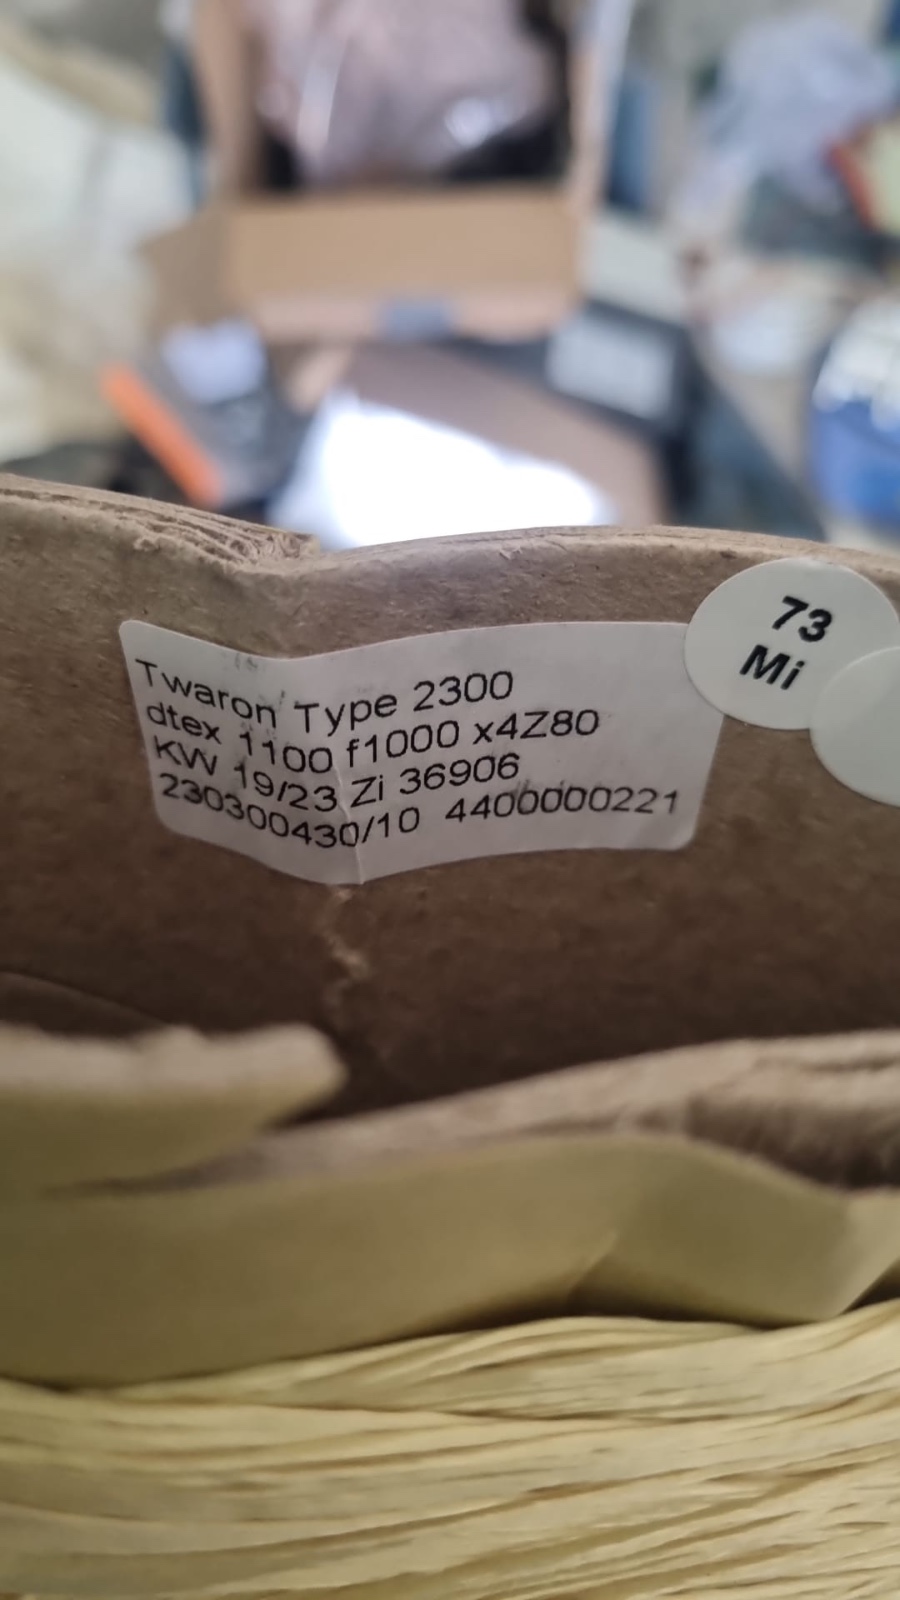 Twaron Type 2300
dtex 1100 f1000 x4Z80
KW 19/23 Zi 36906
230300430/10 4400000221
73
Mi